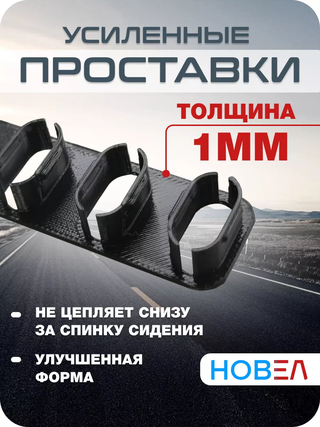 УСИЛЕННЫЕ
ПРОСТАВКИ
ТОЛЩИНА
1ММ
НЕ ЦЕПЛЯЕТ СНИЗУ
ЗА СПИНКУ СИДЕНИЯ
УЛУЧШЕННАЯ
ФОРМА
НОВЕЛ